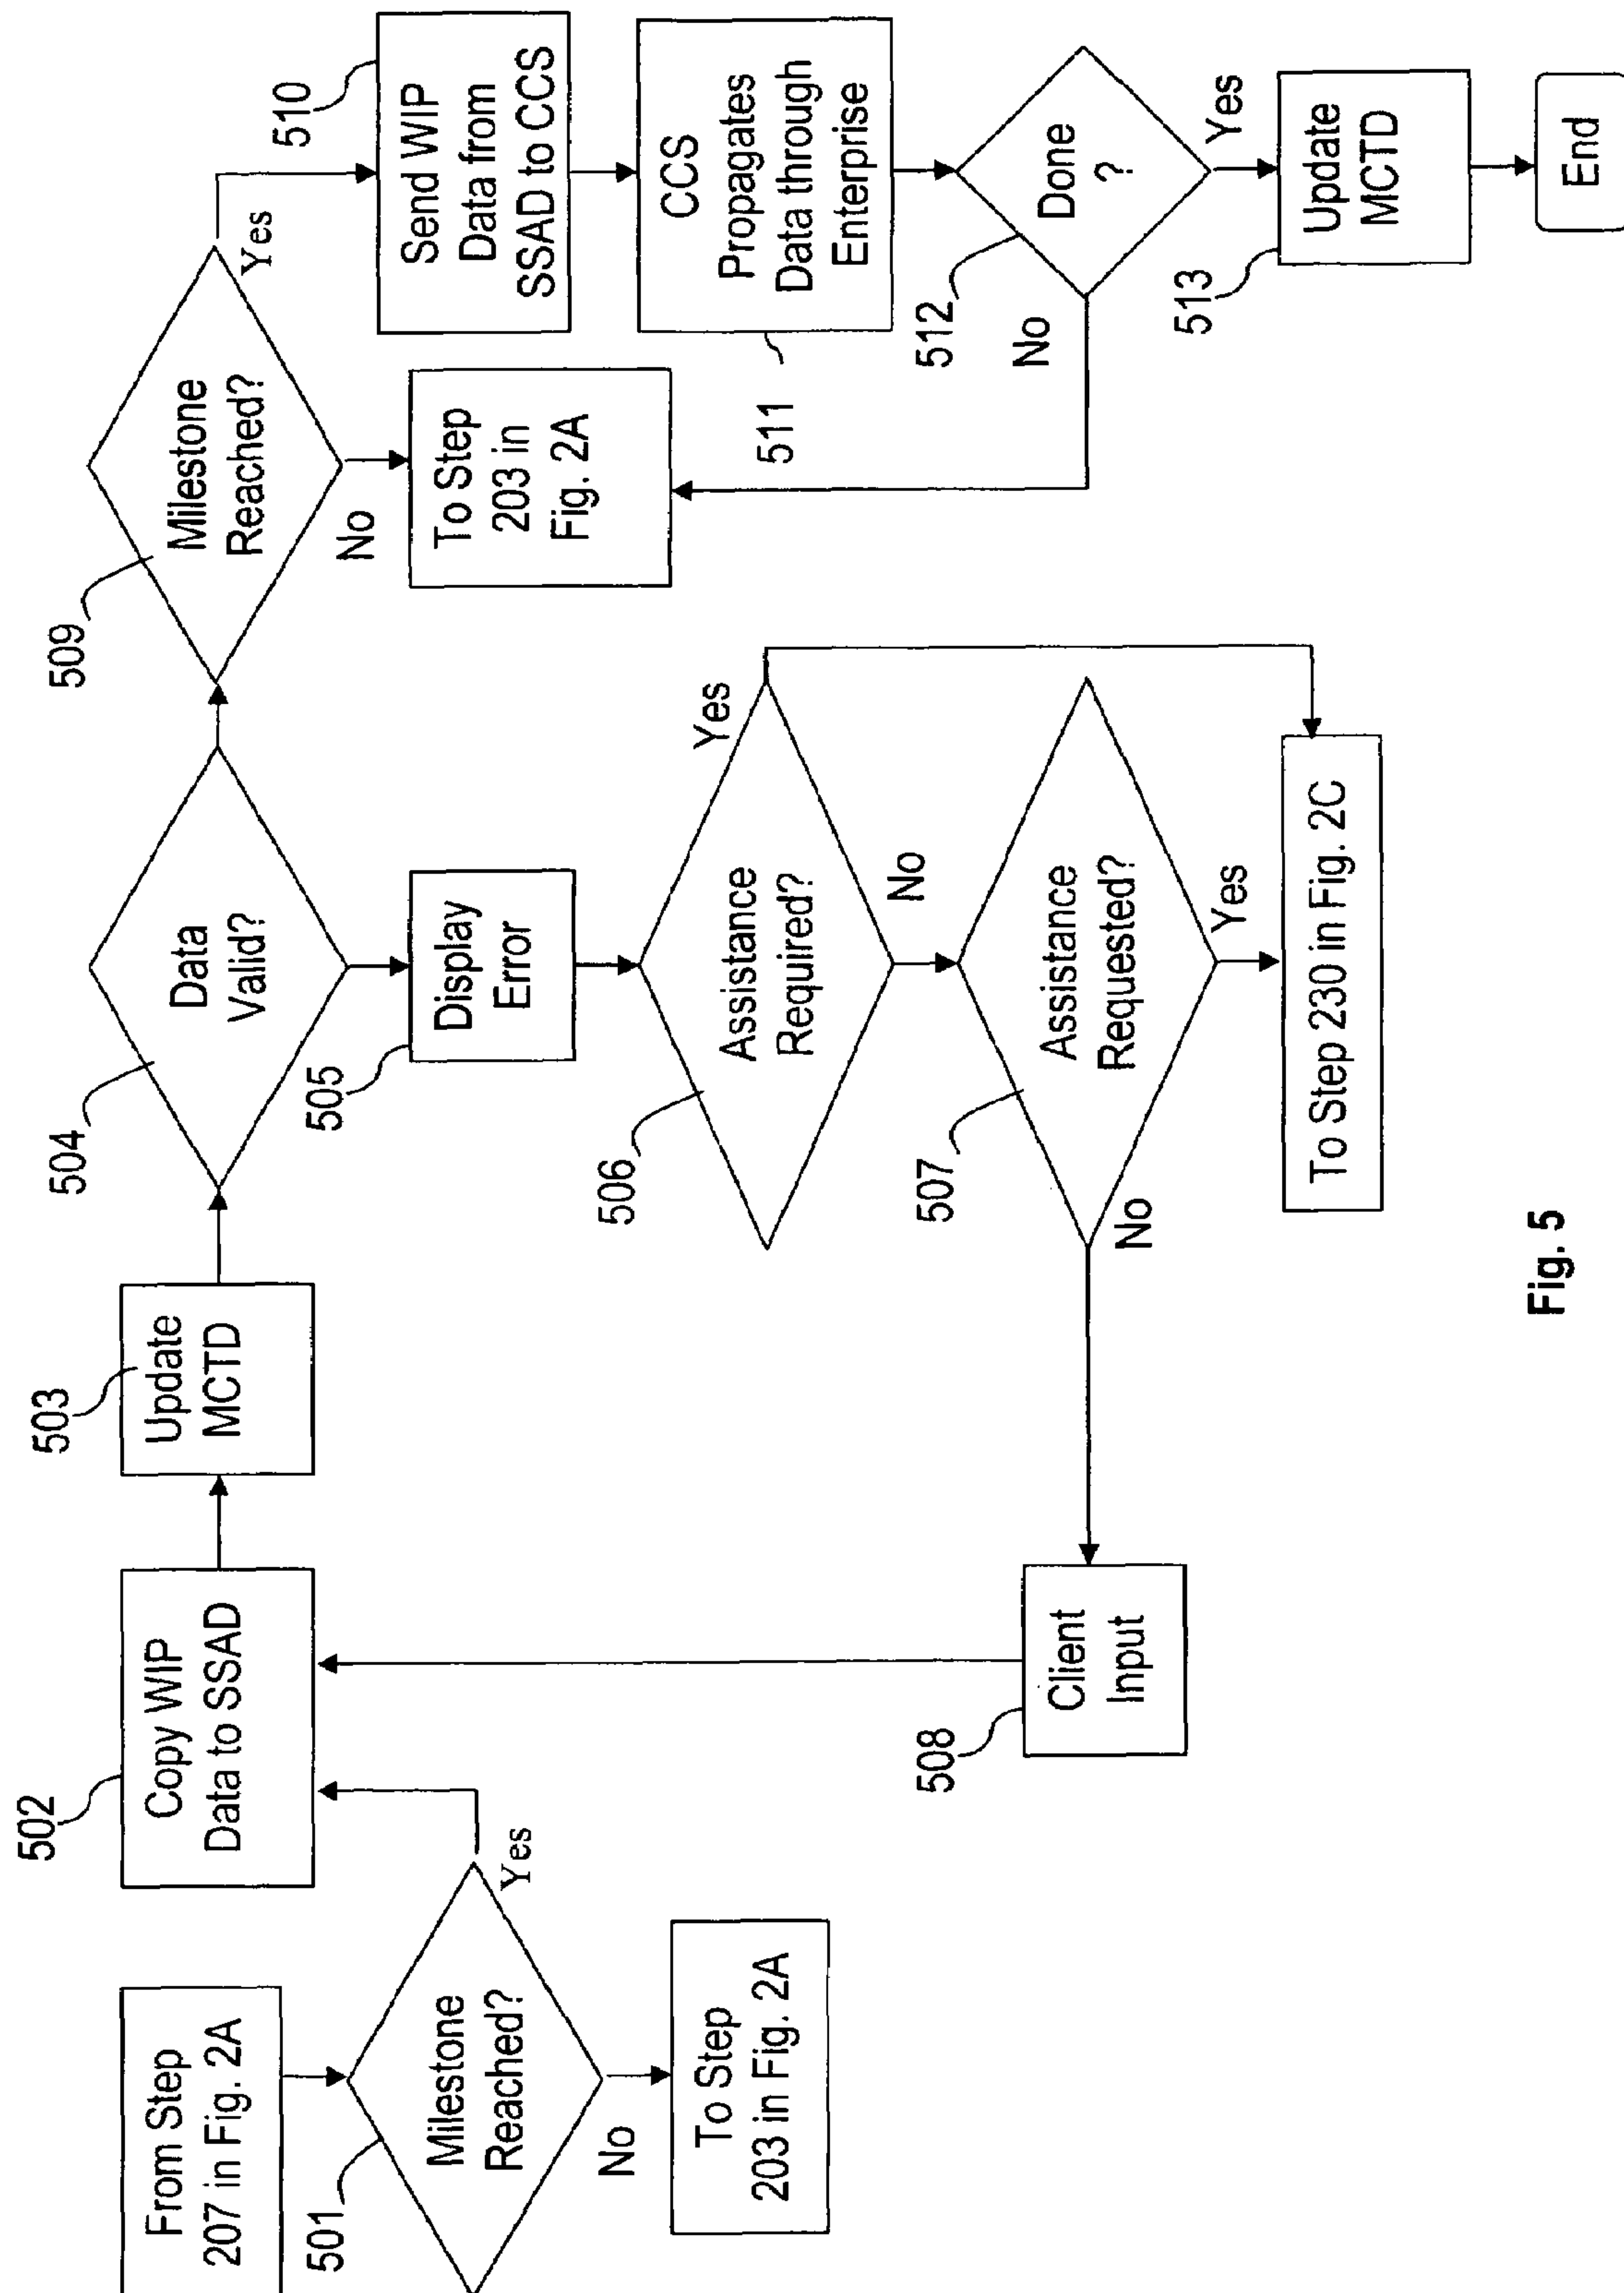 From Step
207 in Fig. 2A
501
Milestone
Reached?
Yes
No
To Step
203 in Fig. 2A
502
Copy WIP
Data to SSAD
503
Update
MCTD
504
Data
Valid?
505
Display
Error
506
Assistance
Required?
Yes
No
507
Assistance
Requested?
No
Yes
To Step 230 in Fig. 2C
508
Client
Input
509
Milestone
Reached?
Yes
No
To Step
203 in
Fig. 2A
510
Send WIP
Data from
SSAD to CCS
511
CCS
Propagates
Data through
Enterprise
512
Done
?
No
Yes
513
Update
MCTD
End
Fig. 5